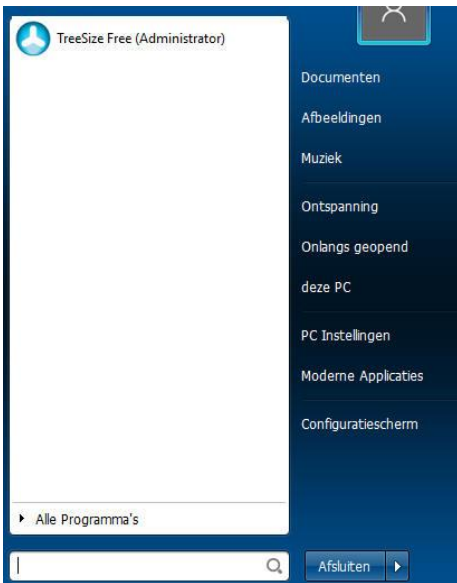 TreeSize Free (Administrator)
Documenten
Afbeeldingen
Muziek
Ontspanning
Onlangs geopend
deze PC
PC Instellingen
Moderne Applicaties
Configuratiescherm
Alle Programma's
Afsluiten